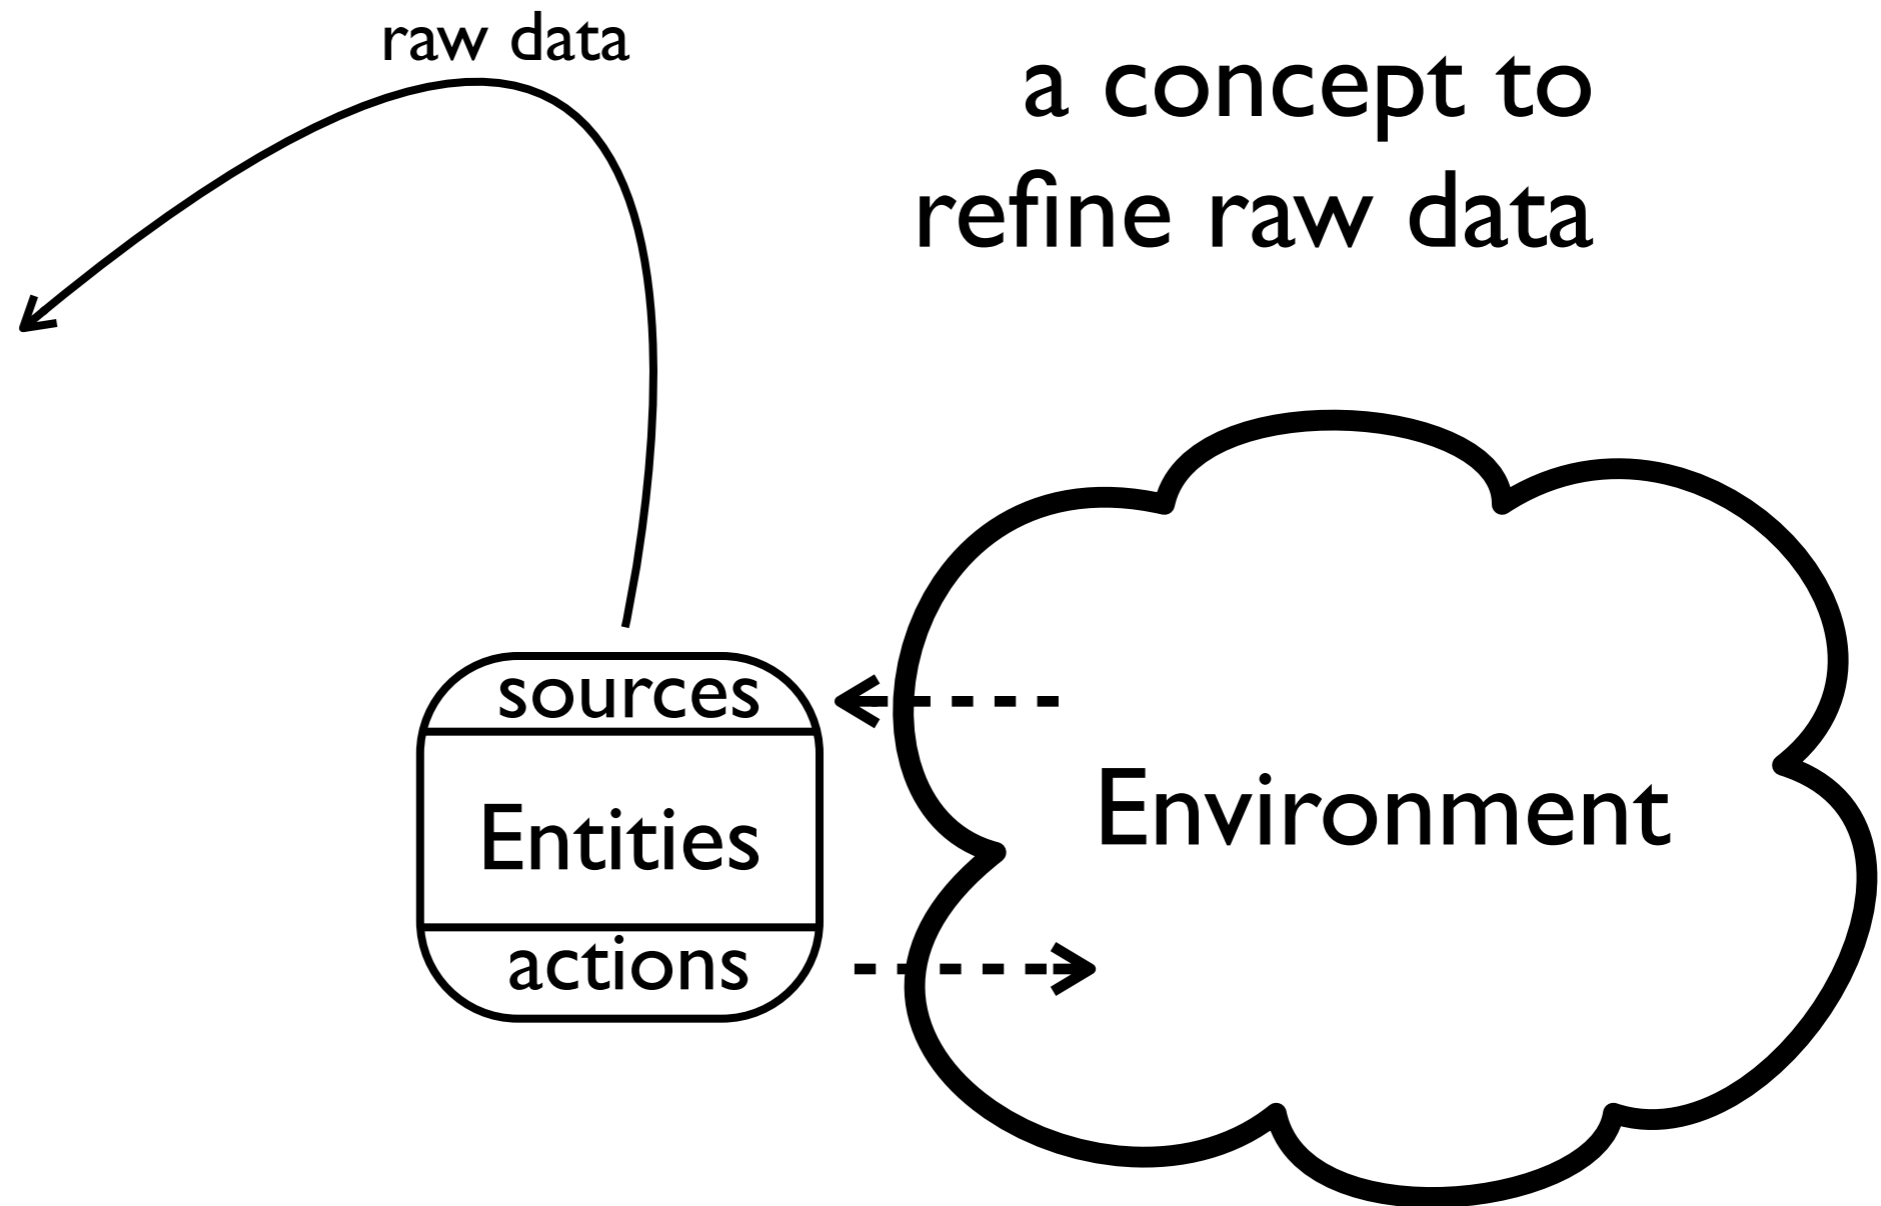 raw data
a concept to
refine raw data
sources
Entities
actions
Environment